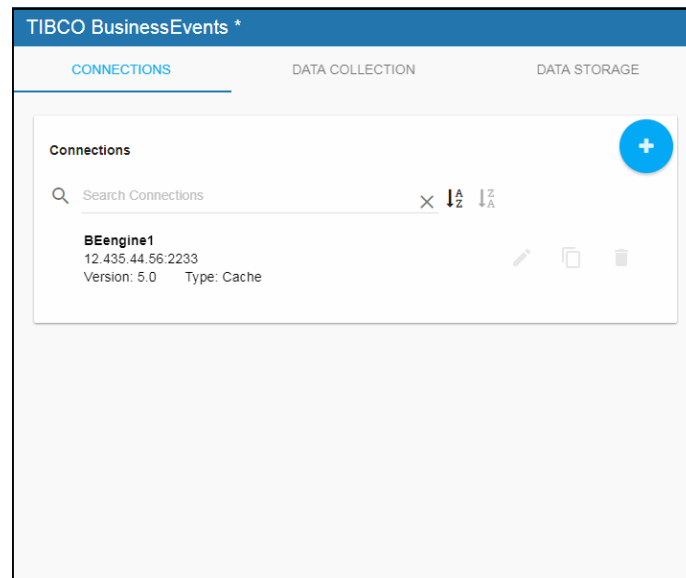 TIBCO BusinessEvents *
CONNECTIONS DATA COLLECTION DATA STORAGE
Connections
Search Connections
A Z Z A
BEengine1
12.435.44.56:2233
Version: 5.0 Type: Cache